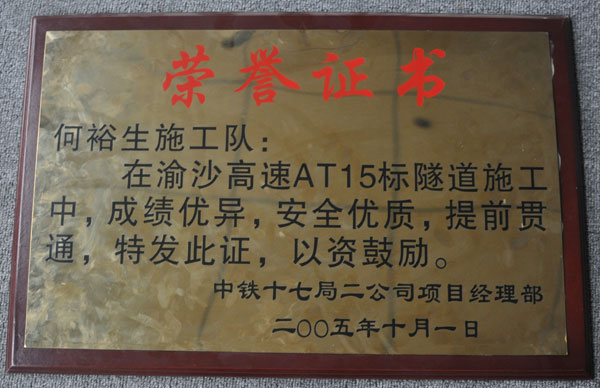 荣誉证书
何裕生施工队：
在渝沙高速AT15标隧道施工
中，成绩优异，安全优质，提前贯
通，特发此证，以资鼓励。
中铁十七局二公司项目经理部
二〇〇五年十月一日